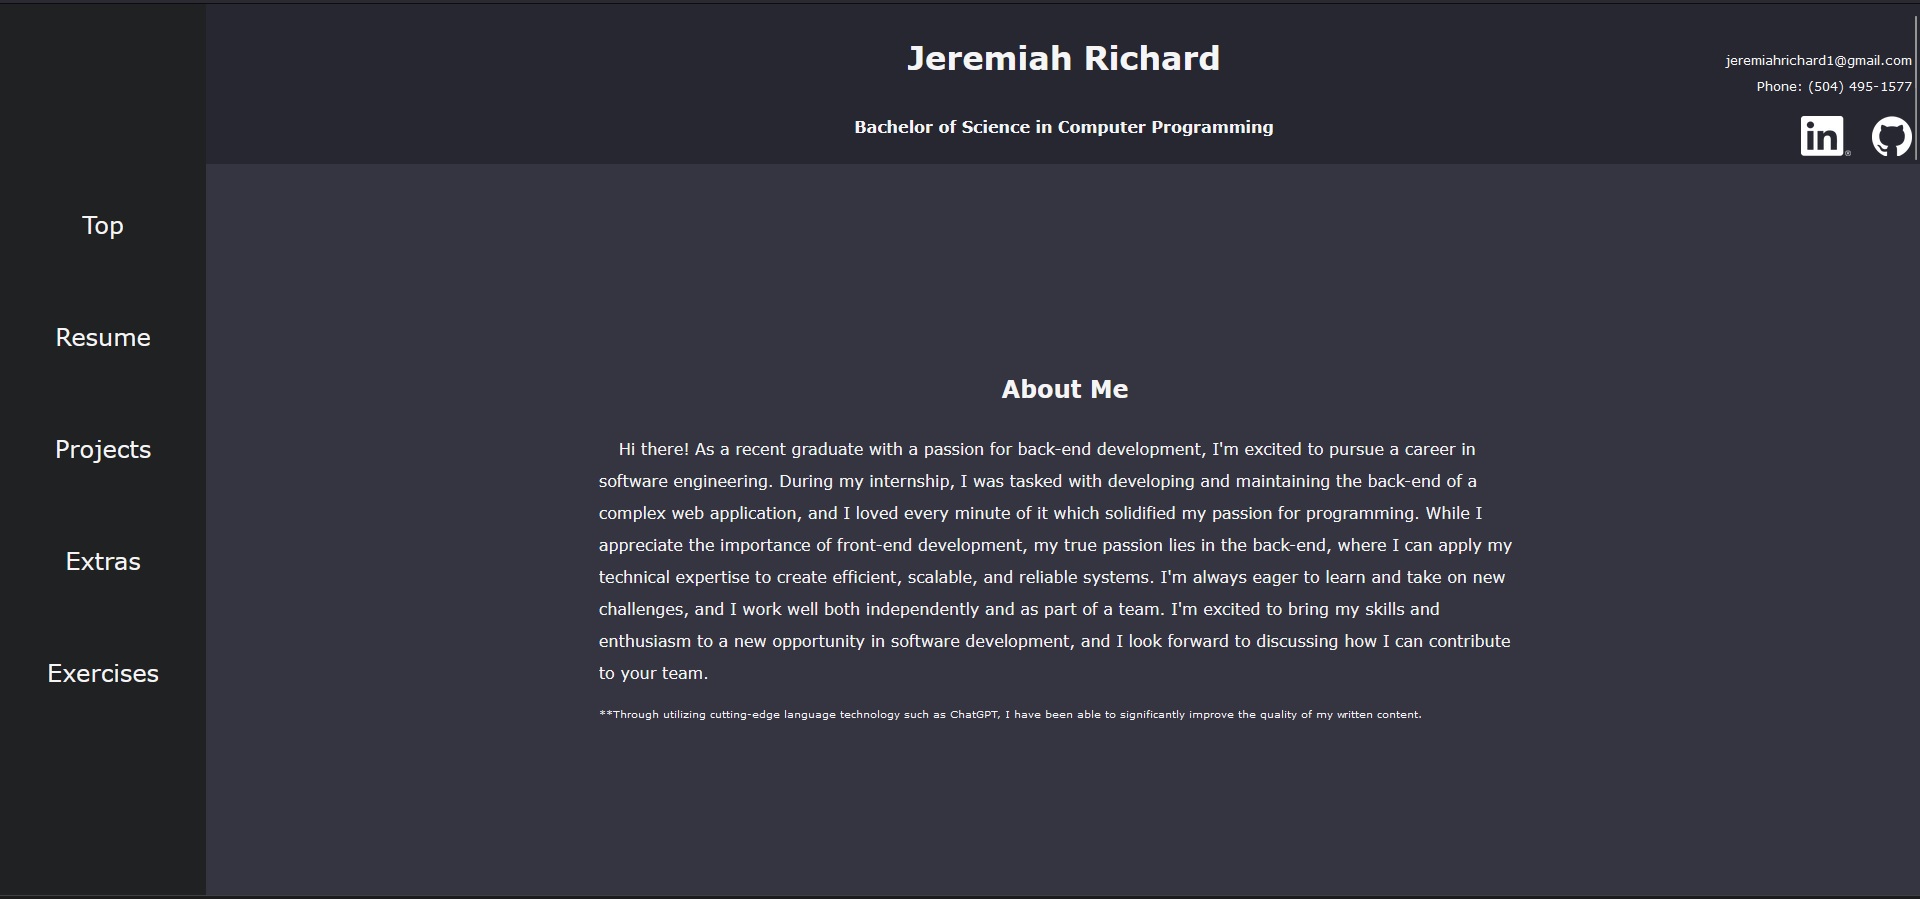 Jeremiah Richard
jeremiahrichard1@gmail.com
Phone: (504) 495-1577
Bachelor of Science in Computer Programming
in
Top
Resume
Projects
Extras
Exercises
About Me
Hi there! As a recent graduate with a passion for back-end development, I'm excited to pursue a career in
software engineering. During my internship, I was tasked with developing and maintaining the back-end of a
complex web application, and I loved every minute of it which solidified my passion for programming. While I
appreciate the importance of front-end development, my true passion lies in the back-end, where I can apply my
technical expertise to create efficient, scalable, and reliable systems. I'm always eager to learn and take on new
challenges, and I work well both independently and as part of a team. I'm excited to bring my skills and
enthusiasm to a new opportunity in software development, and I look forward to discussing how I can contribute
to your team.
**Through utilizing cutting-edge language technology such as ChatGPT, I have been able to significantly improve the quality of my written content.